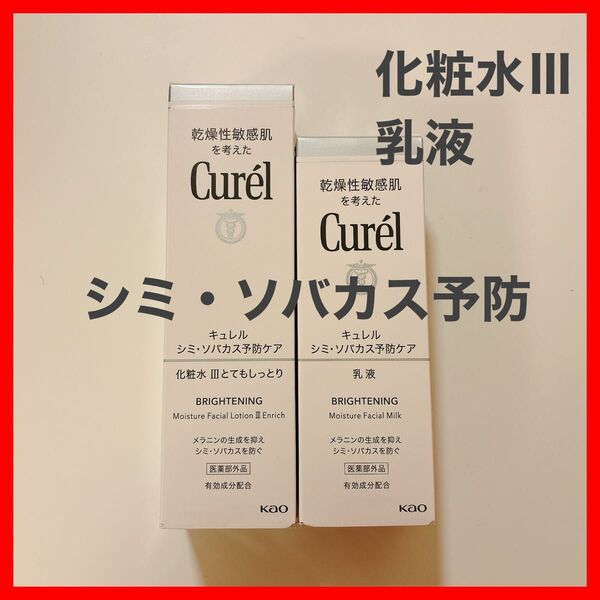 化粧水Ⅲ
乳液
シミ・ソバカス予防
乾燥性敏感肌
を考えた
Curél
キュレル
シミ・ソバカス予防ケア
化粧水 Ⅲとてもしっとり
BRIGHTENING
Moisture Facial Lotion Ⅲ Enrich
メラニンの生成を抑え
シミ・ソバカスを防ぐ
医薬部外品
有効成分配合
Kao
乾燥性敏感肌
を考えた
Curél
キュレル
シミ・ソバカス予防ケア
乳液
BRIGHTENING
Moisture Facial Milk
メラニンの生成を抑え
シミ・ソバカスを防ぐ
医薬部外品
有効成分配合
Kao